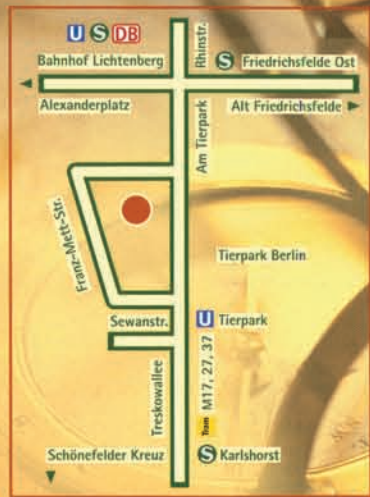 U S DB
Bahnhof Lichtenberg
Rhinstr.
S Friedrichsfelde Ost
Alexanderplatz
Alt Friedrichsfelde
Am Tierpark
Franz-Mett-Str.
Tierpark Berlin
Sewanstr.
U Tierpark
Treskowallee
Tram M17, 27, 37
Schönefelder Kreuz
S Karlshorst